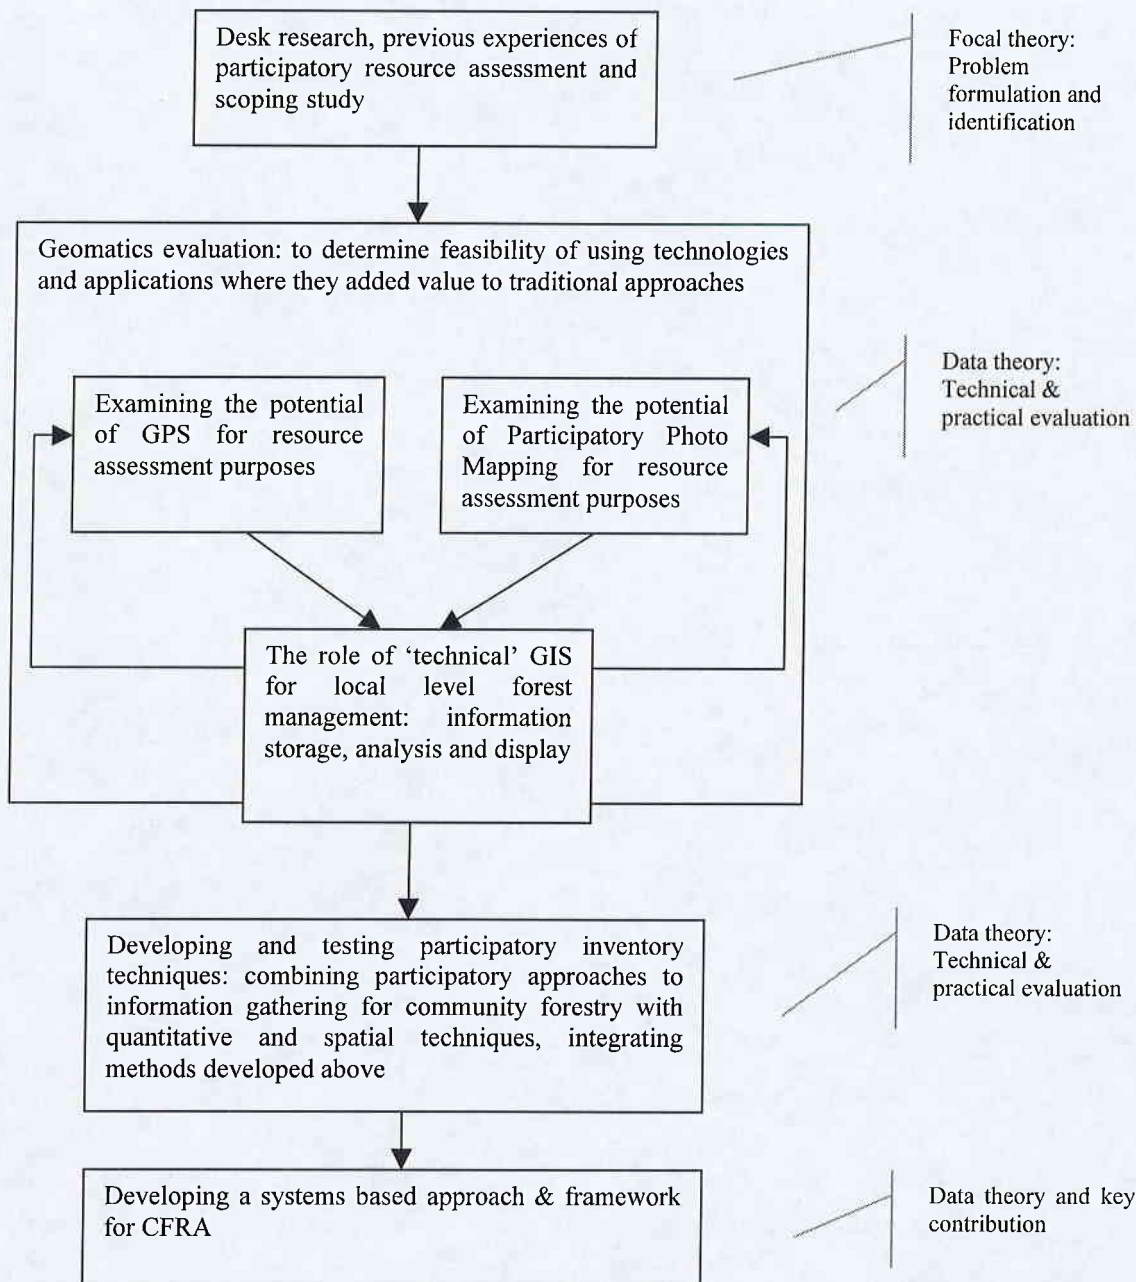 Desk research, previous experiences of
participatory resource assessment and
scoping study
Focal theory:
Problem
formulation and
identification
Geomatics evaluation: to determine feasibility of using technologies
and applications where they added value to traditional approaches
Data theory:
Technical &
practical evaluation
Examining the potential
of GPS for resource
assessment purposes
Examining the potential
of Participatory Photo
Mapping for resource
assessment purposes
The role of ‘technical’ GIS
for local level forest
management: information
storage, analysis and display
Developing and testing participatory inventory
techniques: combining participatory approaches to
information gathering for community forestry with
quantitative and spatial techniques, integrating
methods developed above
Data theory:
Technical &
practical evaluation
Developing a systems based approach & framework
for CFRA
Data theory and key
contribution